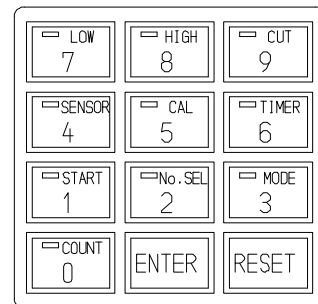 LOW HIGH CUT
7 8 9
SENSOR CAL TIMER
4 5 6
START No.SEL MODE
1 2 3
COUNT
0 ENTER RESET